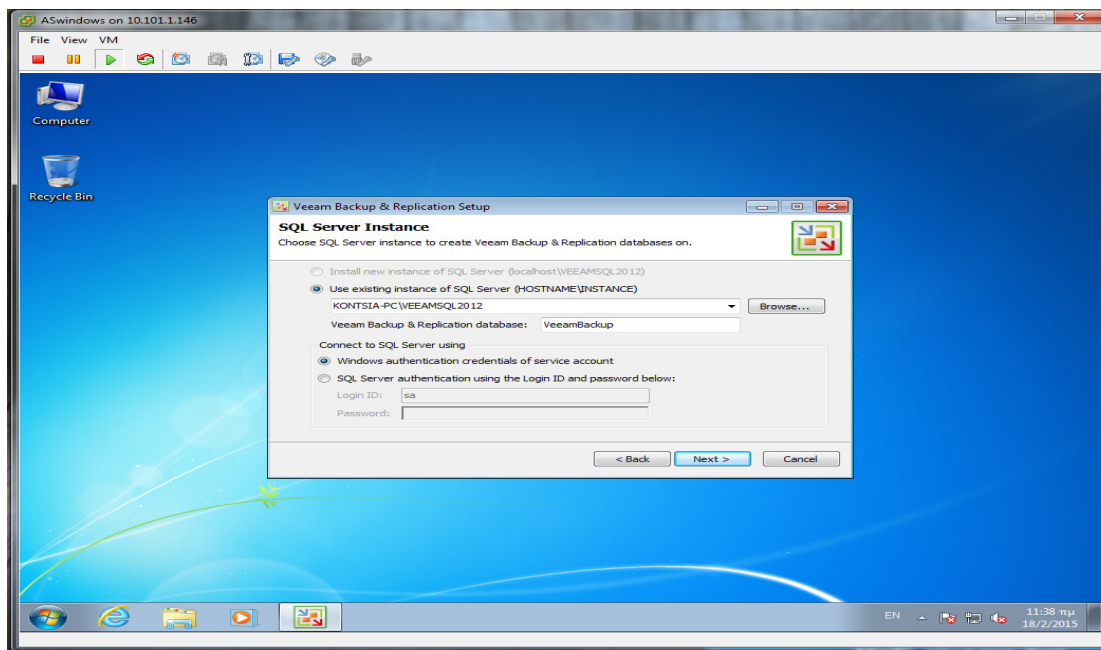 ASwindows on 10.101.1.146
File View VM
Computer
Recycle Bin
Veeam Backup & Replication Setup
SQL Server Instance
Choose SQL Server instance to create Veeam Backup & Replication databases on.
Install new instance of SQL Server (localhost\VEEAMSQL2012)
Use existing instance of SQL Server (HOSTNAME\INSTANCE)
KONTSIA-PC\VEEAMSQL2012
Browse...
Veeam Backup & Replication database: VeeamBackup
Connect to SQL Server using
Windows authentication credentials of service account
SQL Server authentication using the Login ID and password below:
Login ID: sa
Password:
< Back Next > Cancel
EN 11:38 πμ
18/2/2015